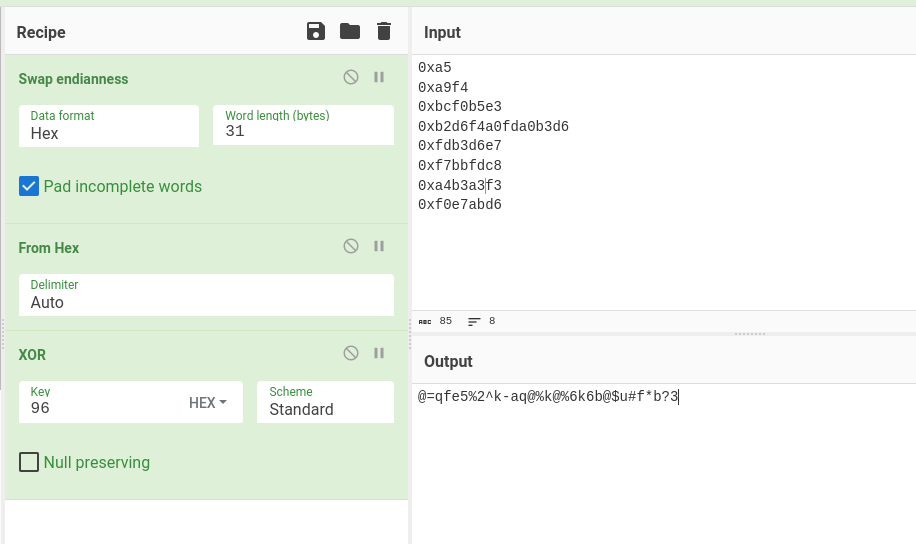 Recipe
Swap endianness
Data format
Hex
Word length (bytes)
31
Pad incomplete words
From Hex
Delimiter
Auto
XOR
Key
96
HEX
Scheme
Standard
Null preserving
Input
0xa5
0xa9f4
0xbcf0b5e3
0xb2d6f4a0fda0b3d6
0xfdb3d6e7
0xf7bbfdc8
0xa4b3a3f3
0xf0e7abd6
ABC 85 8
Output
@=qfe5%2^k-aq@%k@%6k6b@$u#f*b?3